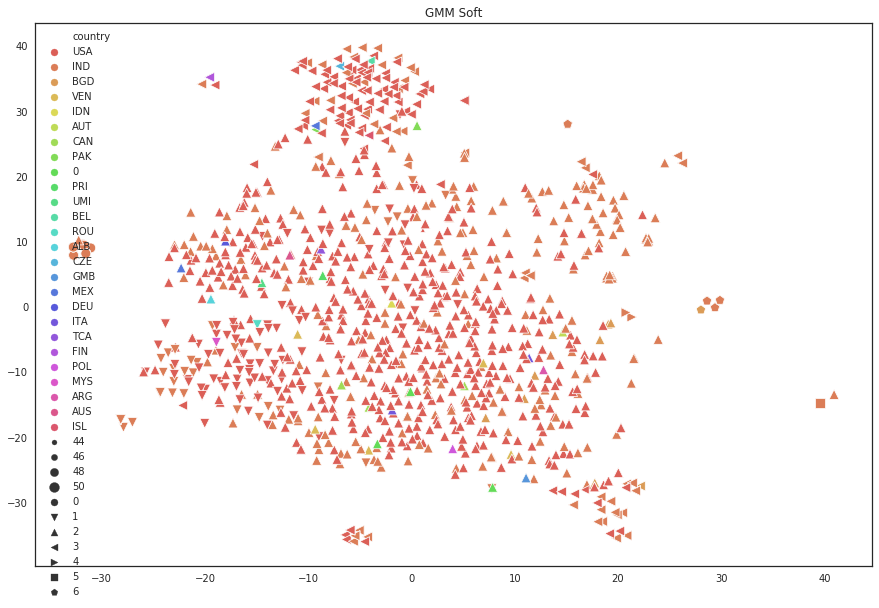 GMM Soft
country
USA
IND
BGD
VEN
IDN
AUT
CAN
PAK
0
PRI
UMI
BEL
ROU
ALB
CZE
GMB
MEX
DEU
ITA
TCA
FIN
POL
MYS
ARG
AUS
ISL
44
46
48
50
0
1
2
3
4
5
6
40
30
20
10
0
−10
−20
−30
−30
−20
−10
0
10
20
30
40